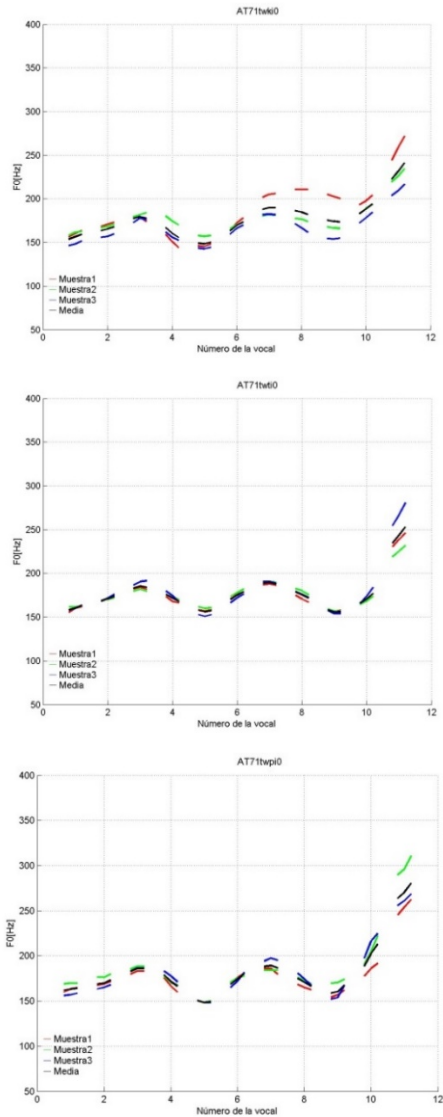 AT71twki0
400
350
300
250
200
150
100
50
F0[Hz]
Muestra1
Muestra2
Muestra3
Media
0 2 4 6 8 10 12
Número de la vocal
AT71twti0
400
350
300
250
200
150
100
50
F0[Hz]
Muestra1
Muestra2
Muestra3
Media
0 2 4 6 8 10 12
Número de la vocal
AT71twpi0
400
350
300
250
200
150
100
50
F0[Hz]
Muestra1
Muestra2
Muestra3
Media
0 2 4 6 8 10 12
Número de la vocal